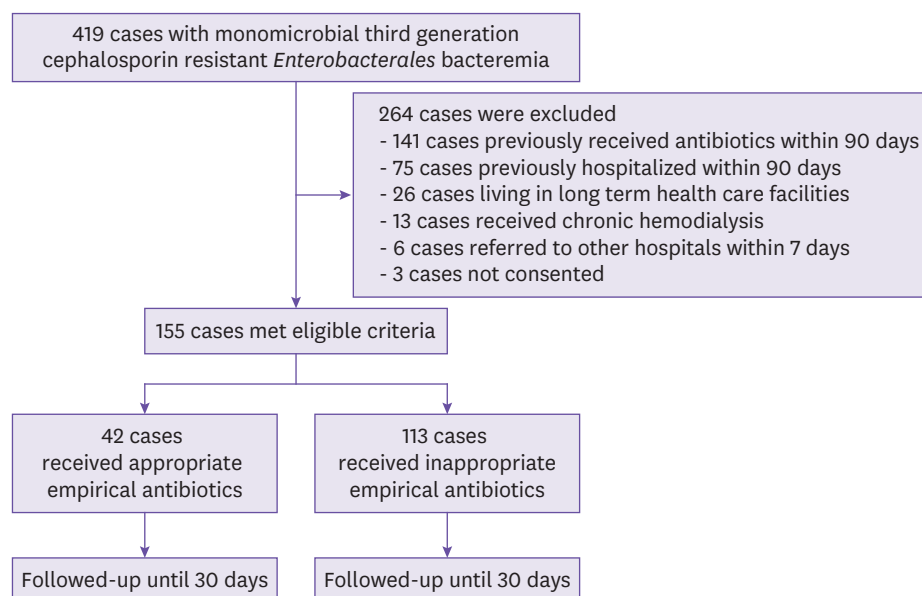 419 cases with monomicrobial third generation
cephalosporin resistant Enterobacterales bacteremia
264 cases were excluded
- 141 cases previously received antibiotics within 90 days
- 75 cases previously hospitalized within 90 days
- 26 cases living in long term health care facilities
- 13 cases received chronic hemodialysis
- 6 cases referred to other hospitals within 7 days
- 3 cases not consented
155 cases met eligible criteria
42 cases
received appropriate
empirical antibiotics
113 cases
received inappropriate
empirical antibiotics
Followed-up until 30 days
Followed-up until 30 days